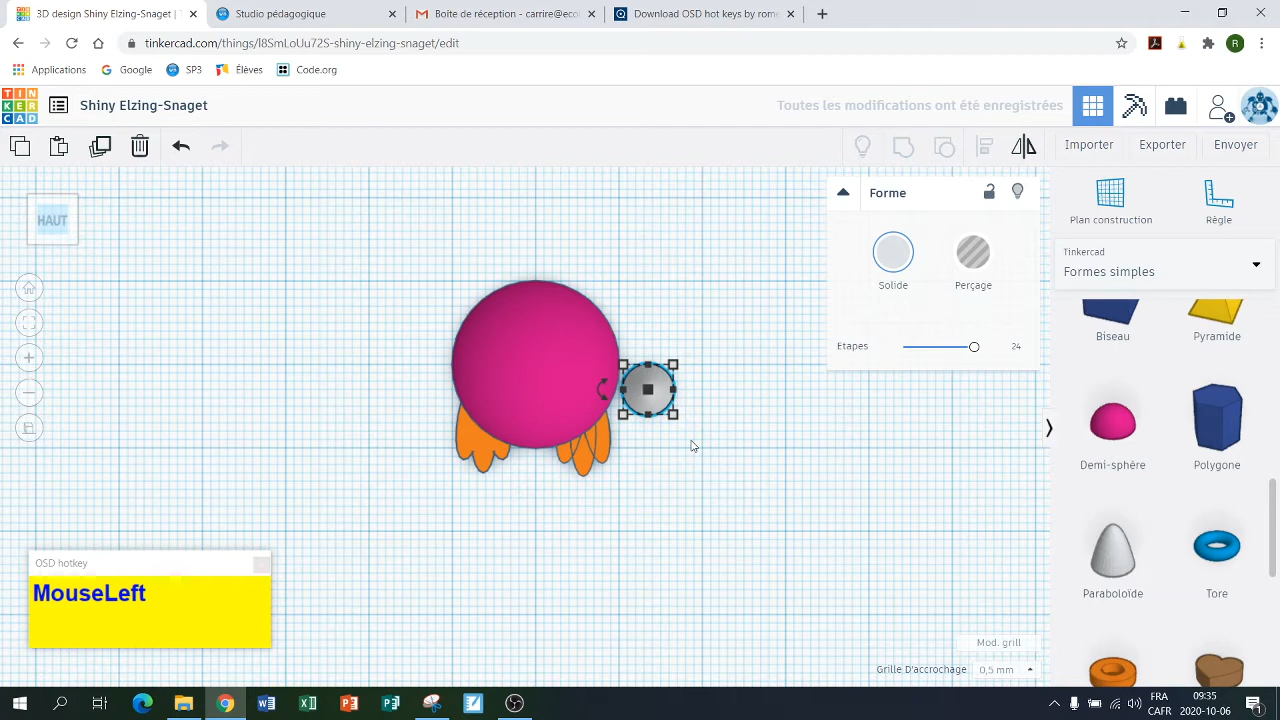 3D design Shiny Elzing-Snaget | T
Studio pédagogique
Boîte de réception - carrire@eco
Download OSD hot keys by rome
tinkercad.com/things/l8SmLoUu72S-shiny-elzing-snaget/edit
R
Applications
Google
SP3
Élèves
Code.org
TIN
KER
CAD
Shiny Elzing-Snaget
Toutes les modifications ont été enregistrées
Importer
Exporter
Envoyer
HAUT
Forme
Solide
Perçage
Etapes
24
Plan construction
Règle
Tinkercad
Formes simples
Biseau
Pyramide
Demi-sphère
Polygone
Paraboloïde
Tore
OSD hotkey
MouseLeft
Mod. grill
Grille D'accrochage
0,5 mm
FRA
CAFR
09:35
2020-10-06